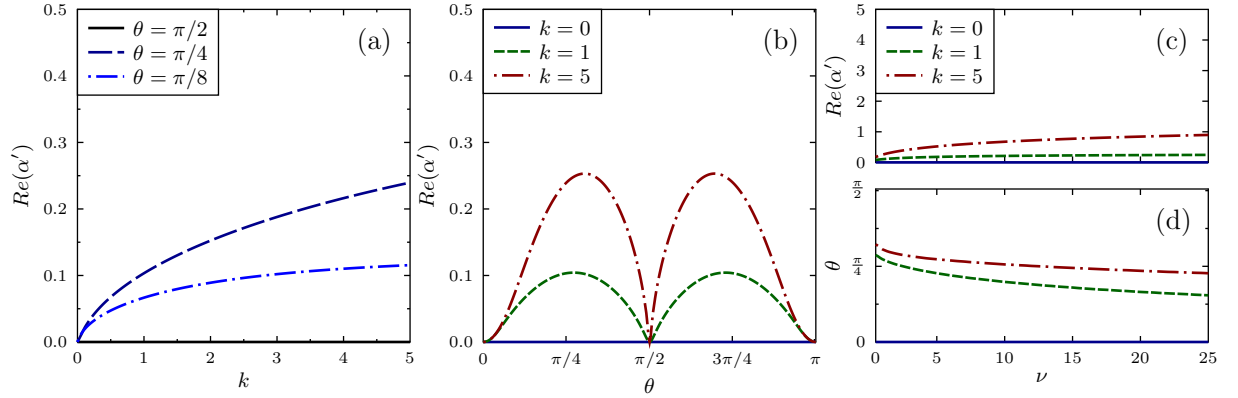 (a)
θ = π/2
θ = π/4
θ = π/8
Re(α′)
0.5
0.4
0.3
0.2
0.1
0.0
0 1 2 3 4 5
k
(b)
k = 0
k = 1
k = 5
Re(α′)
0.5
0.4
0.3
0.2
0.1
0.0
0 π/4 π/2 3π/4 π
θ
(c)
k = 0
k = 1
k = 5
Re(α′)
5
4
3
2
1
0
(d)
θ
π/2
π/4
0
0 5 10 15 20 25
ν